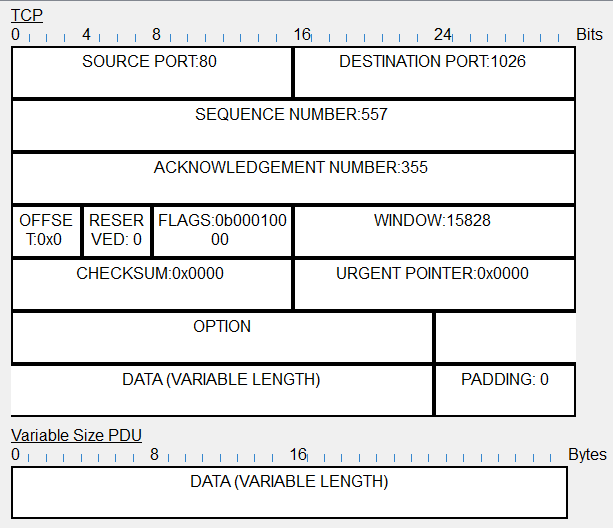 TCP
0 4 8 16 24 Bits
SOURCE PORT:80 DESTINATION PORT:1026
SEQUENCE NUMBER:557
ACKNOWLEDGEMENT NUMBER:355
OFFSE RESER FLAGS:0b000100 WINDOW:15828
T:0x0 VED: 0 00
CHECKSUM:0x0000 URGENT POINTER:0x0000
OPTION
DATA (VARIABLE LENGTH) PADDING: 0
Variable Size PDU
0 8 16 Bytes
DATA (VARIABLE LENGTH)